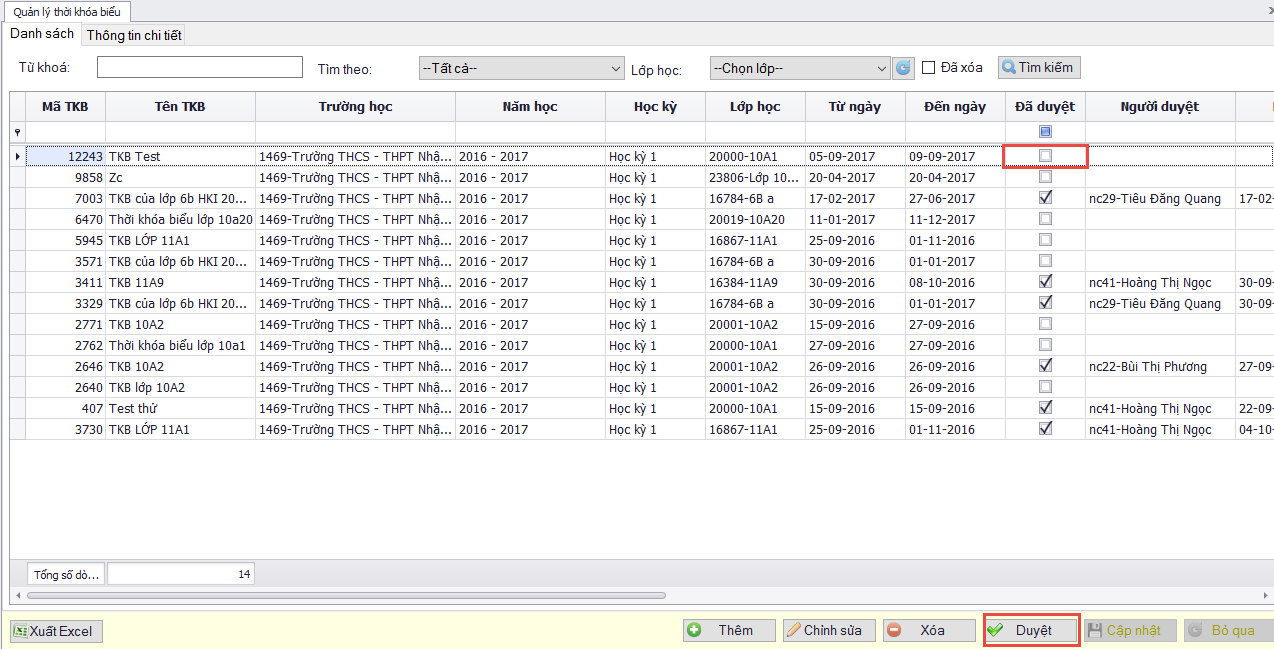 Quản lý thời khóa biểu
Danh sách Thông tin chi tiết
Từ khoá: Tìm theo: --Tất cả-- Lớp học: --Chọn lớp-- Đã xóa Tìm kiếm
Mã TKB Tên TKB Trường học Năm học Học kỳ Lớp học Từ ngày Đến ngày Đã duyệt Người duyệt
12243 TKB Test 1469-Trường THCS - THPT Nhậ... 2016 - 2017 Học kỳ 1 20000-10A1 05-09-2017 09-09-2017
9858 Zc 1469-Trường THCS - THPT Nhậ... 2016 - 2017 Học kỳ 1 23806-Lớp 10... 20-04-2017 20-04-2017
7003 TKB của lớp 6b HKI 20... 1469-Trường THCS - THPT Nhậ... 2016 - 2017 Học kỳ 1 16784-6B a 17-02-2017 27-06-2017 nc29-Tiêu Đăng Quang 17-02-
6470 Thời khóa biểu lớp 10a20 1469-Trường THCS - THPT Nhậ... 2016 - 2017 Học kỳ 1 20019-10A20 11-01-2017 11-12-2017
5945 TKB LỚP 11A1 1469-Trường THCS - THPT Nhậ... 2016 - 2017 Học kỳ 1 16867-11A1 25-09-2016 01-11-2016
3571 TKB của lớp 6b HKI 20... 1469-Trường THCS - THPT Nhậ... 2016 - 2017 Học kỳ 1 16784-6B a 30-09-2016 01-01-2017
3411 TKB 11A9 1469-Trường THCS - THPT Nhậ... 2016 - 2017 Học kỳ 1 16384-11A9 30-09-2016 08-10-2016 nc41-Hoàng Thị Ngọc 30-09-
3329 TKB của lớp 6b HKI 20... 1469-Trường THCS - THPT Nhậ... 2016 - 2017 Học kỳ 1 16784-6B a 30-09-2016 01-01-2017 nc29-Tiêu Đăng Quang 30-09-
2771 TKB 10A2 1469-Trường THCS - THPT Nhậ... 2016 - 2017 Học kỳ 1 20001-10A2 15-09-2016 27-09-2016
2762 Thời khóa biểu lớp 10a1 1469-Trường THCS - THPT Nhậ... 2016 - 2017 Học kỳ 1 20000-10A1 27-09-2016 27-09-2016
2646 TKB 10A2 1469-Trường THCS - THPT Nhậ... 2016 - 2017 Học kỳ 1 20001-10A2 26-09-2016 26-09-2016 nc22-Bùi Thị Phương 27-09-
2640 TKB lớp 10A2 1469-Trường THCS - THPT Nhậ... 2016 - 2017 Học kỳ 1 20001-10A2 26-09-2016 26-09-2016
407 Test thử 1469-Trường THCS - THPT Nhậ... 2016 - 2017 Học kỳ 1 20000-10A1 15-09-2016 15-09-2016 nc41-Hoàng Thị Ngọc 22-09-
3730 TKB LỚP 11A1 1469-Trường THCS - THPT Nhậ... 2016 - 2017 Học kỳ 1 16867-11A1 25-09-2016 01-11-2016 nc41-Hoàng Thị Ngọc 04-10-
Tổng số dò... 14
Xuất Excel Thêm Chỉnh sửa Xóa Duyệt Cập nhật Bỏ qua